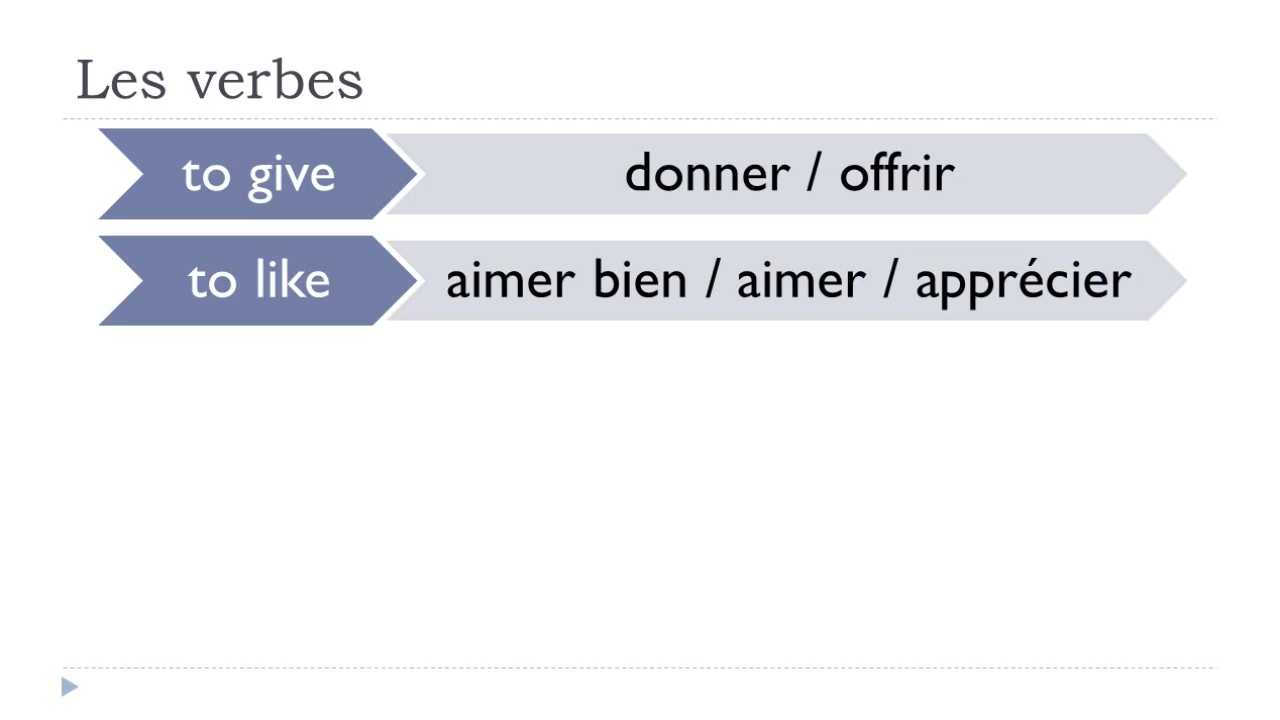 Les verbes
to give donner / offrir
to like aimer bien / aimer / apprécier